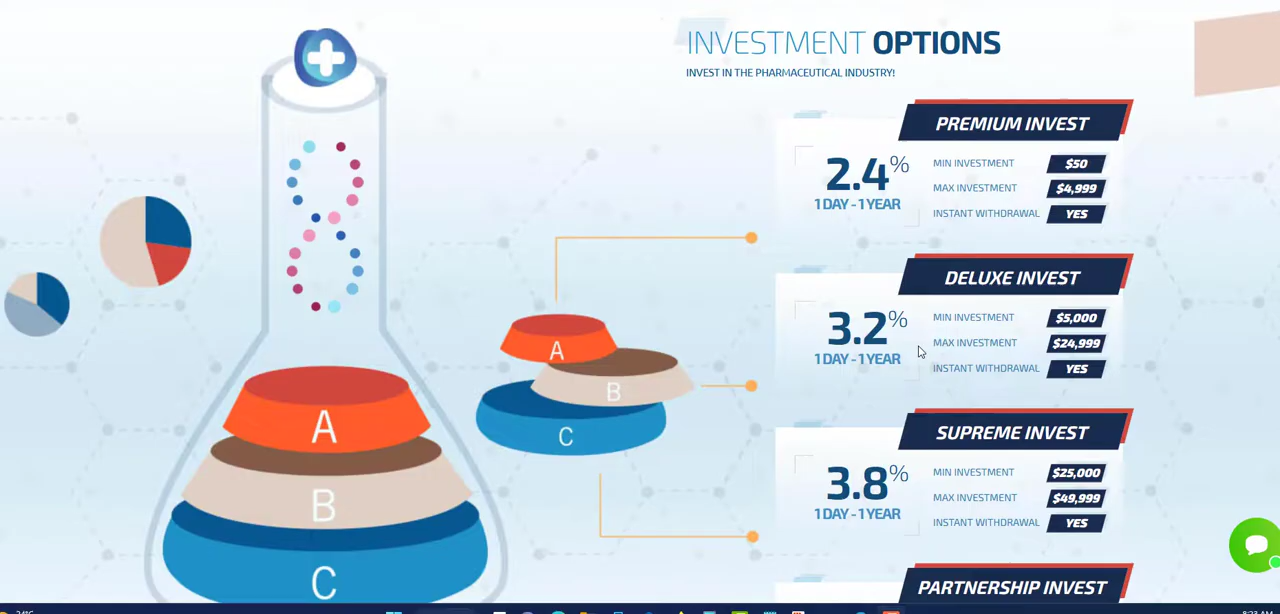 INVESTMENT OPTIONS
INVEST IN THE PHARMACEUTICAL INDUSTRY!
PREMIUM INVEST
2.4%
1 DAY - 1 YEAR
MIN INVESTMENT $50
MAX INVESTMENT $4,999
INSTANT WITHDRAWAL YES
DELUXE INVEST
3.2%
1 DAY - 1 YEAR
MIN INVESTMENT $5,000
MAX INVESTMENT $24,999
INSTANT WITHDRAWAL YES
SUPREME INVEST
3.8%
1 DAY - 1 YEAR
MIN INVESTMENT $25,000
MAX INVESTMENT $49,999
INSTANT WITHDRAWAL YES
PARTNERSHIP INVEST
A
B
C
A
B
C